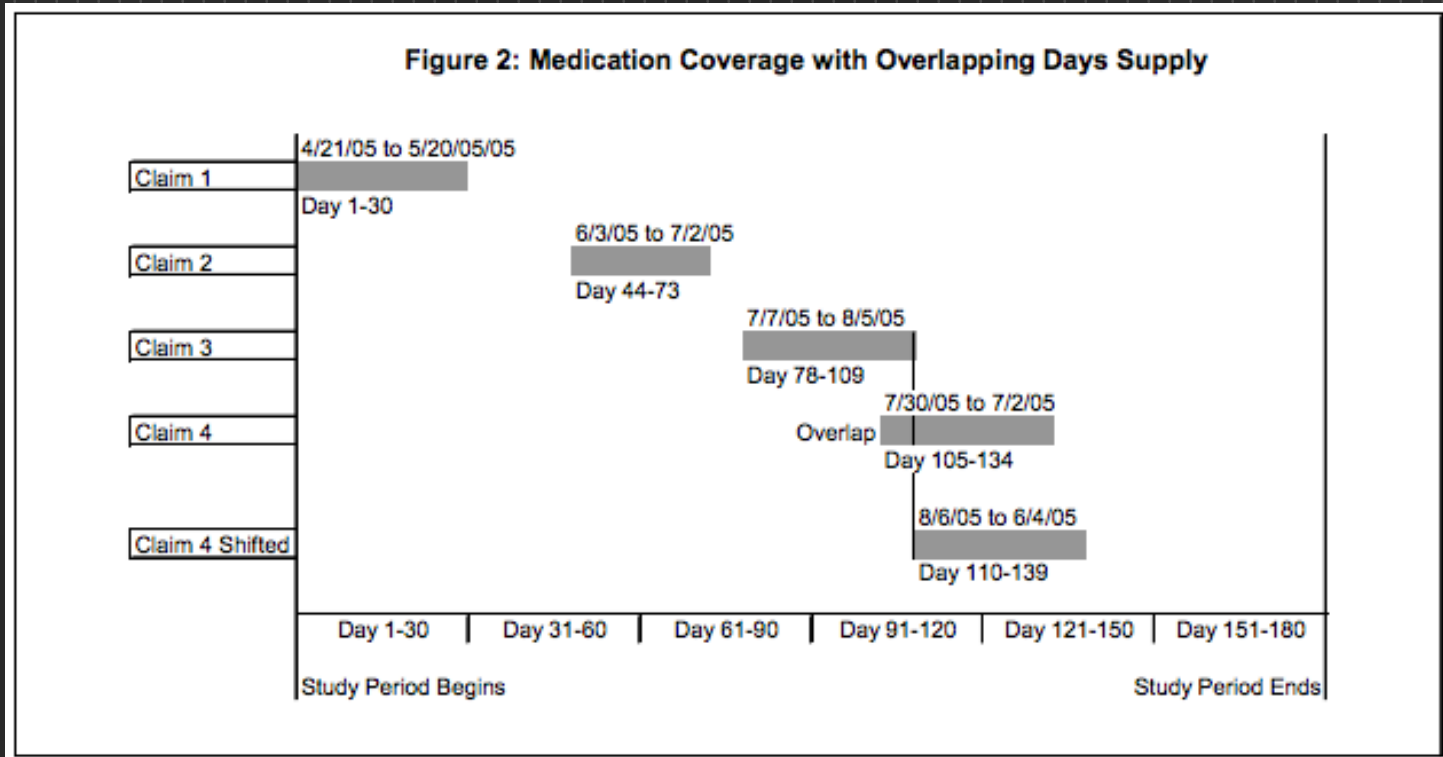 Figure 2: Medication Coverage with Overlapping Days Supply
4/21/05 to 5/20/05/05
Claim 1
Day 1-30
6/3/05 to 7/2/05
Claim 2
Day 44-73
7/7/05 to 8/5/05
Claim 3
Day 78-109
7/30/05 to 7/2/05
Claim 4
Overlap
Day 105-134
8/6/05 to 6/4/05
Claim 4 Shifted
Day 110-139
Day 1-30 Day 31-60 Day 61-90 Day 91-120 Day 121-150 Day 151-180
Study Period Begins Study Period Ends